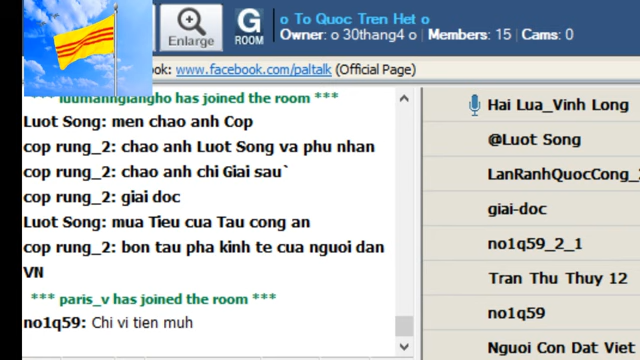 Enlarge
G
ROOM
o To Quoc Tren Het o
Owner: o 30thang4 o | Members: 15 | Cams: 0
ook: www.facebook.com/paltalk (Official Page)
*** luumanhgiangho has joined the room ***
Luot Song: men chao anh Cop
cop rung_2: chao anh Luot Song va phu nhan
cop rung_2: chao anh chi Giai sau`
cop rung_2: giai doc
Luot Song: mua Tieu cua Tau cong an
cop rung_2: bon tau pha kinh te cua nguoi dan
VN
*** paris_v has joined the room ***
no1q59: Chi vi tien muh
Hai Lua_Vinh Long
@Luot Song
LanRanhQuocCong_2
giai-doc
no1q59_2_1
Tran Thu Thuy 12
no1q59
Nguoi Con Dat Viet